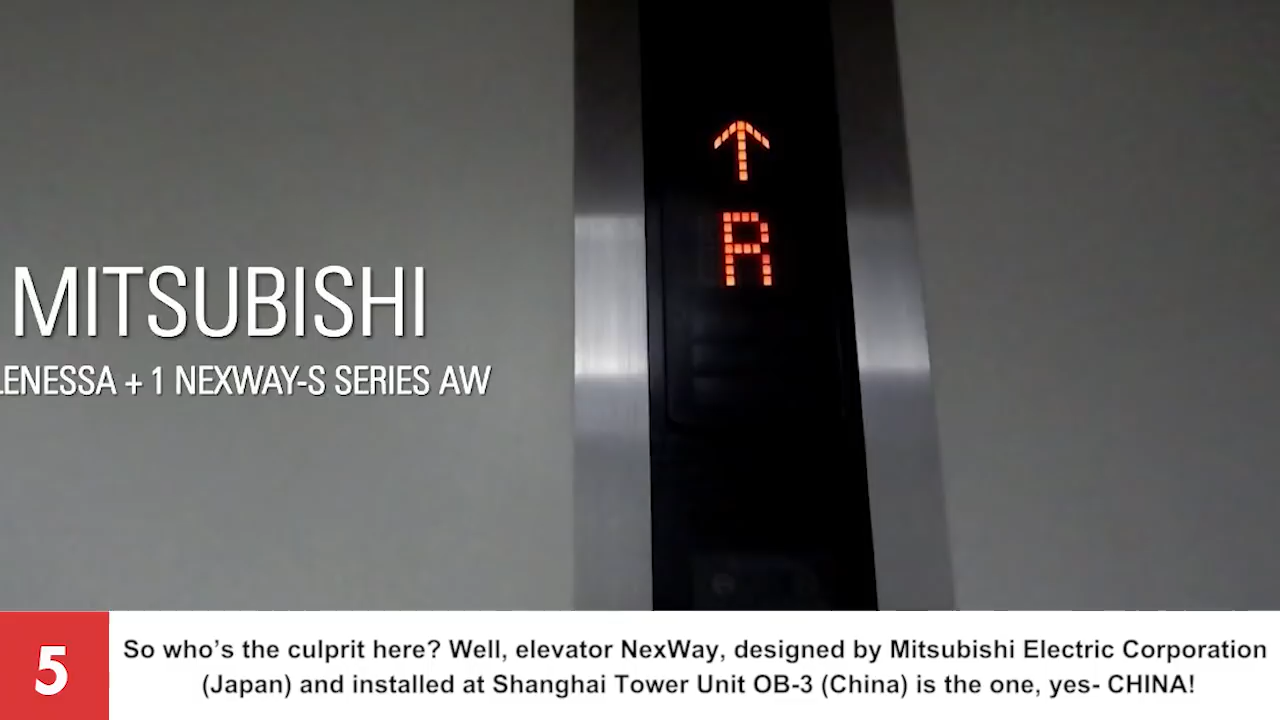 ↑
R
MITSUBISHI
LENESSA + 1 NEXWAY-S SERIES AW
5
So who's the culprit here? Well, elevator NexWay, designed by Mitsubishi Electric Corporation
(Japan) and installed at Shanghai Tower Unit OB-3 (China) is the one, yes- CHINA!